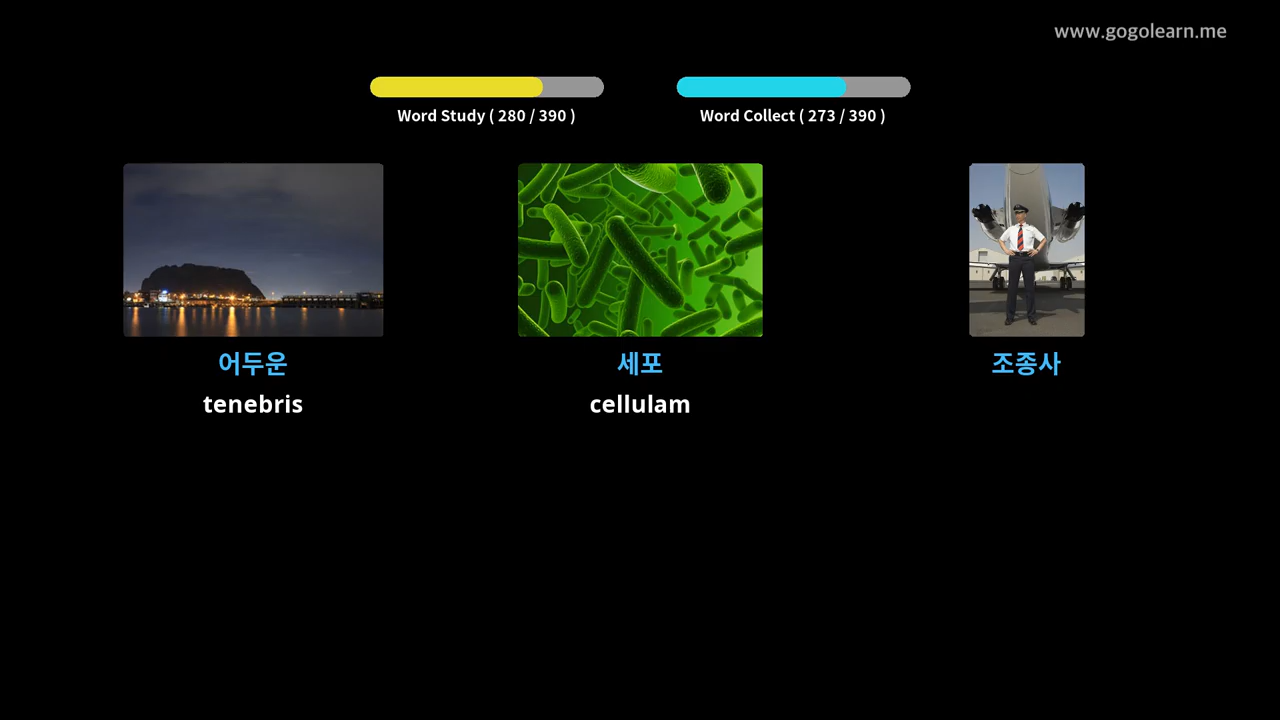 www.gogolearn.me
Word Study ( 280 / 390 )
Word Collect ( 273 / 390 )
어두운
세포
조종사
tenebris
cellulam